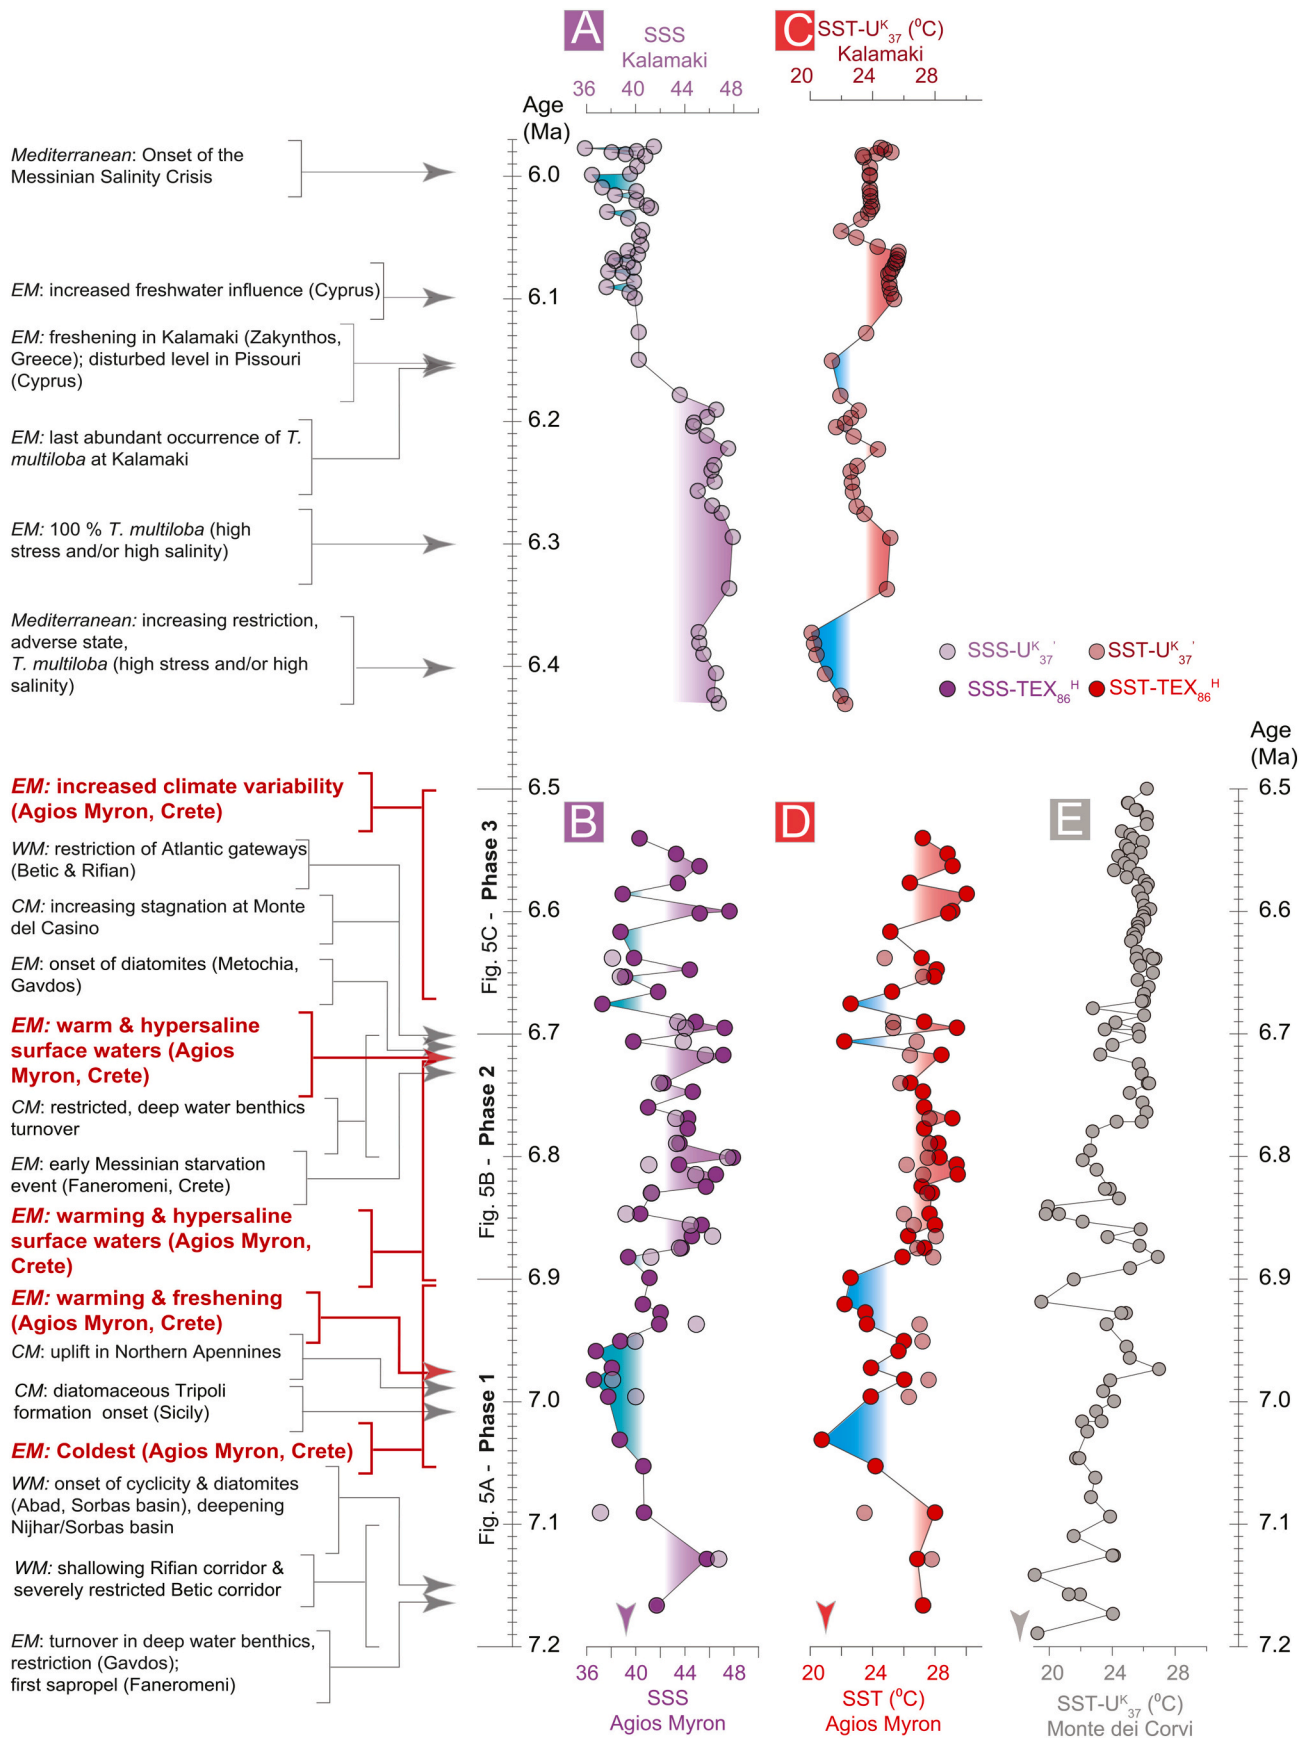 A
SSS
Kalamaki
36 40 44 48
C
SST-U^K_37 (⁰C)
Kalamaki
20 24 28
Age
(Ma)
6.0
6.1
6.2
6.3
6.4
6.5
6.6
6.7
6.8
6.9
7.0
7.1
7.2
Mediterranean: Onset of the
Messinian Salinity Crisis
EM: increased freshwater influence (Cyprus)
EM: freshening in Kalamaki (Zakynthos,
Greece); disturbed level in Pissouri
(Cyprus)
EM: last abundant occurrence of T.
multiloba at Kalamaki
EM: 100 % T. multiloba (high
stress and/or high salinity)
Mediterranean: increasing restriction,
adverse state,
T. multiloba (high stress and/or high
salinity)
SSS-U^K_37' SST-U^K_37'
SSS-TEX_86^H SST-TEX_86^H
EM: increased climate variability
(Agios Myron, Crete)
WM: restriction of Atlantic gateways
(Betic & Rifian)
CM: increasing stagnation at Monte
del Casino
EM: onset of diatomites (Metochia,
Gavdos)
EM: warm & hypersaline
surface waters (Agios
Myron, Crete)
CM: restricted, deep water benthics
turnover
EM: early Messinian starvation
event (Faneromeni, Crete)
EM: warming & hypersaline
surface waters (Agios Myron,
Crete)
EM: warming & freshening
(Agios Myron, Crete)
CM: uplift in Northern Apennines
CM: diatomaceous Tripoli
formation onset (Sicily)
EM: Coldest (Agios Myron, Crete)
WM: onset of cyclicity & diatomites
(Abad, Sorbas basin), deepening
Nijhar/Sorbas basin
WM: shallowing Rifian corridor &
severely restricted Betic corridor
EM: turnover in deep water benthics,
restriction (Gavdos);
first sapropel (Faneromeni)
Fig. 5C - Phase 3
Fig. 5B - Phase 2
Fig. 5A - Phase 1
B
D
E
Age
(Ma)
6.5
6.6
6.7
6.8
6.9
7.0
7.1
7.2
36 40 44 48
SSS
Agios Myron
20 24 28
SST (⁰C)
Agios Myron
20 24 28
SST-U^K_37 (⁰C)
Monte dei Corvi